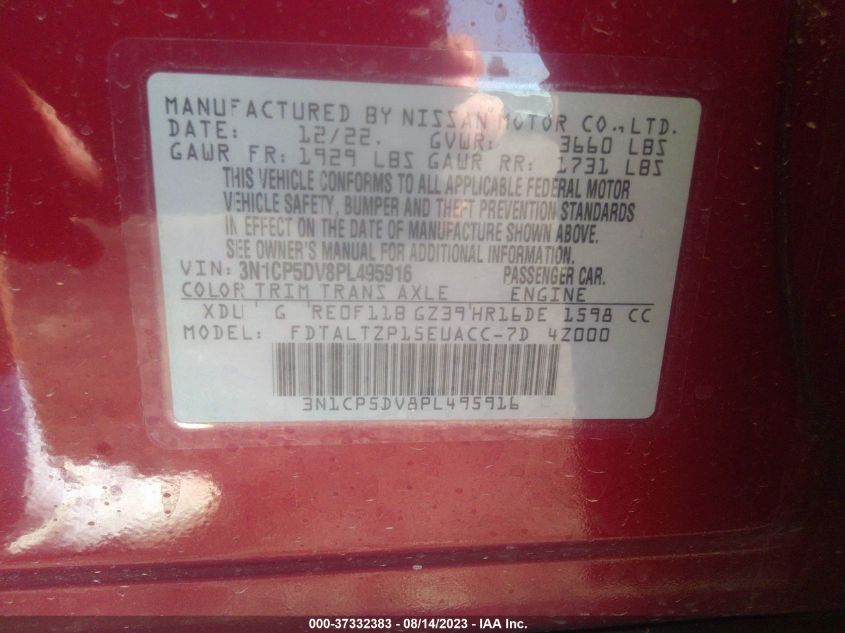 MANUFACTURED BY NISSAN MOTOR CO., LTD.
DATE: 12/22. GVWR: 3660 LBS
GAWR FR: 1929 LBS GAWR RR: 1731 LBS
THIS VEHICLE CONFORMS TO ALL APPLICABLE FEDERAL MOTOR
VEHICLE SAFETY, BUMPER AND THEFT PREVENTION STANDARDS
IN EFFECT ON THE DATE OF MANUFACTURE SHOWN ABOVE.
SEE OWNER'S MANUAL FOR ADDITIONAL INFORMATION.
VIN: 3N1CP5DV8PL495916 PASSENGER CAR.
COLOR TRIM TRANS AXLE ENGINE
XDU G RE0F11B GZ39 HR16DE 1598 CC
MODEL: FDTALTZP15EUACC-7D 42000
3N1CP5DV8PL495916
000-37332383 - 08/14/2023 - IAA Inc.